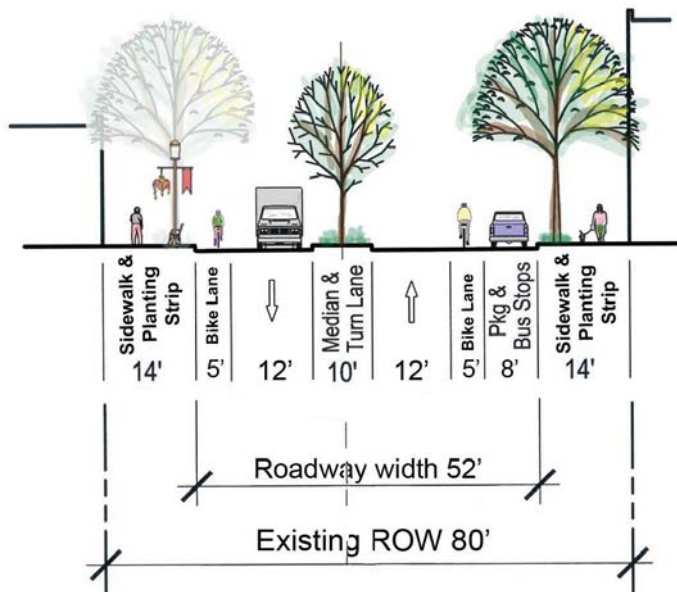 Sidewalk &
Planting
Strip
Bike Lane
Median &
Turn Lane
Bike Lane
Pkg &
Bus Stops
Sidewalk &
Planting
Strip
14' 5' 12' 10' 12' 5' 8' 14'
Roadway width 52'
Existing ROW 80'